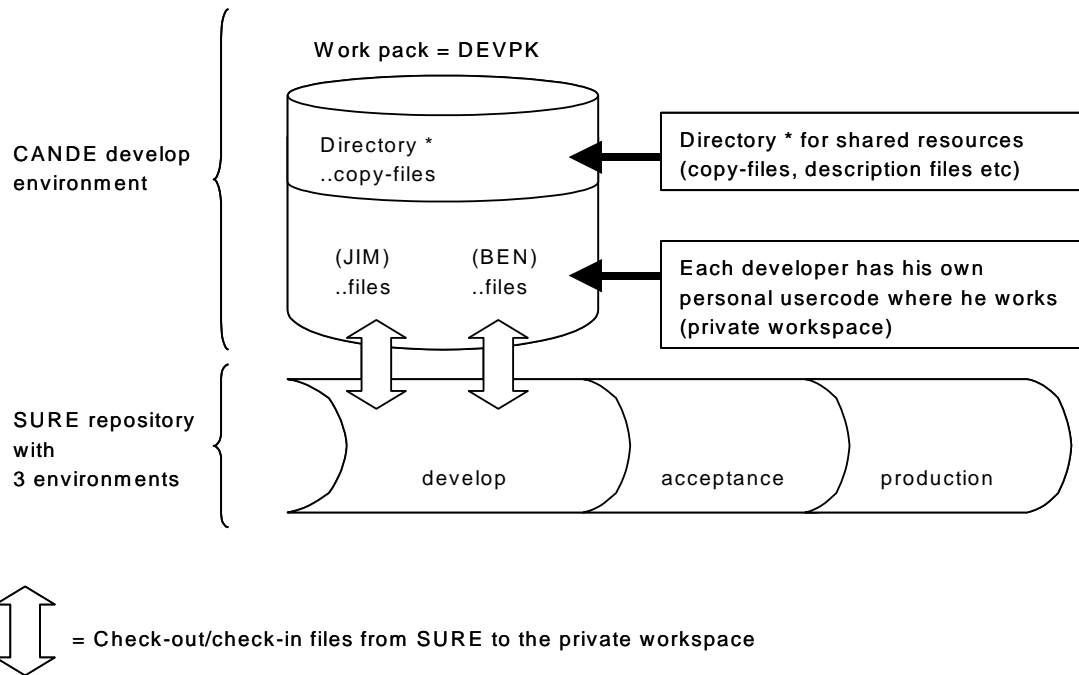 Work pack = DEVPK
CANDE develop
environment
Directory *
..copy-files
Directory * for shared resources
(copy-files, description files etc)
(JIM)
..files
(BEN)
..files
Each developer has his own
personal usercode where he works
(private workspace)
SURE repository
with
3 environments
develop
acceptance
production
= Check-out/check-in files from SURE to the private workspace